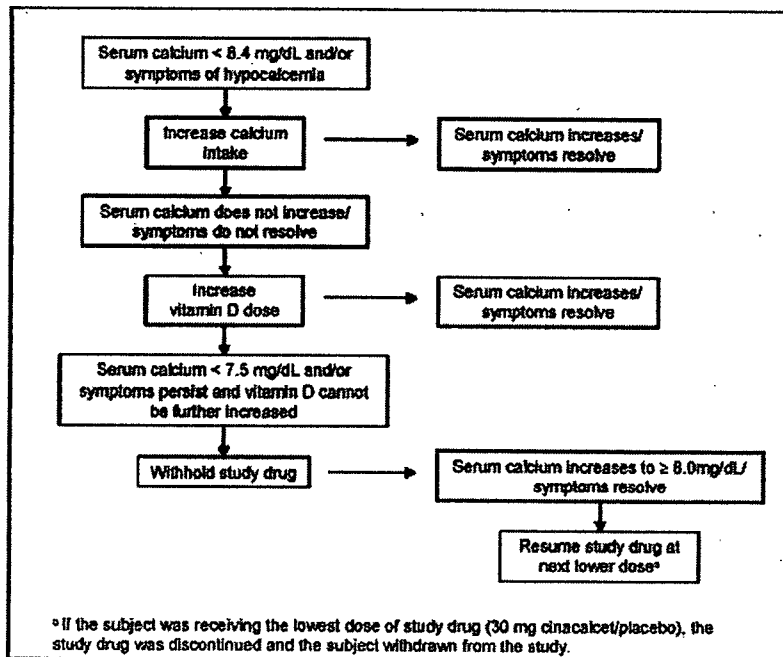 Serum calcium < 8.4 mg/dL and/or
symptoms of hypocalcemia
Increase calcium
intake
Serum calcium increases/
symptoms resolve
Serum calcium does not increase/
symptoms do not resolve
Increase
vitamin D dose
Serum calcium increases/
symptoms resolve
Serum calcium < 7.5 mg/dL and/or
symptoms persist and vitamin D cannot
be further increased
Withhold study drug
Serum calcium increases to ≥ 8.0mg/dL/
symptoms resolve
Resume study drug at
next lower doseᵃ
ᵃ If the subject was receiving the lowest dose of study drug (30 mg cinacalcet/placebo), the
study drug was discontinued and the subject withdrawn from the study.